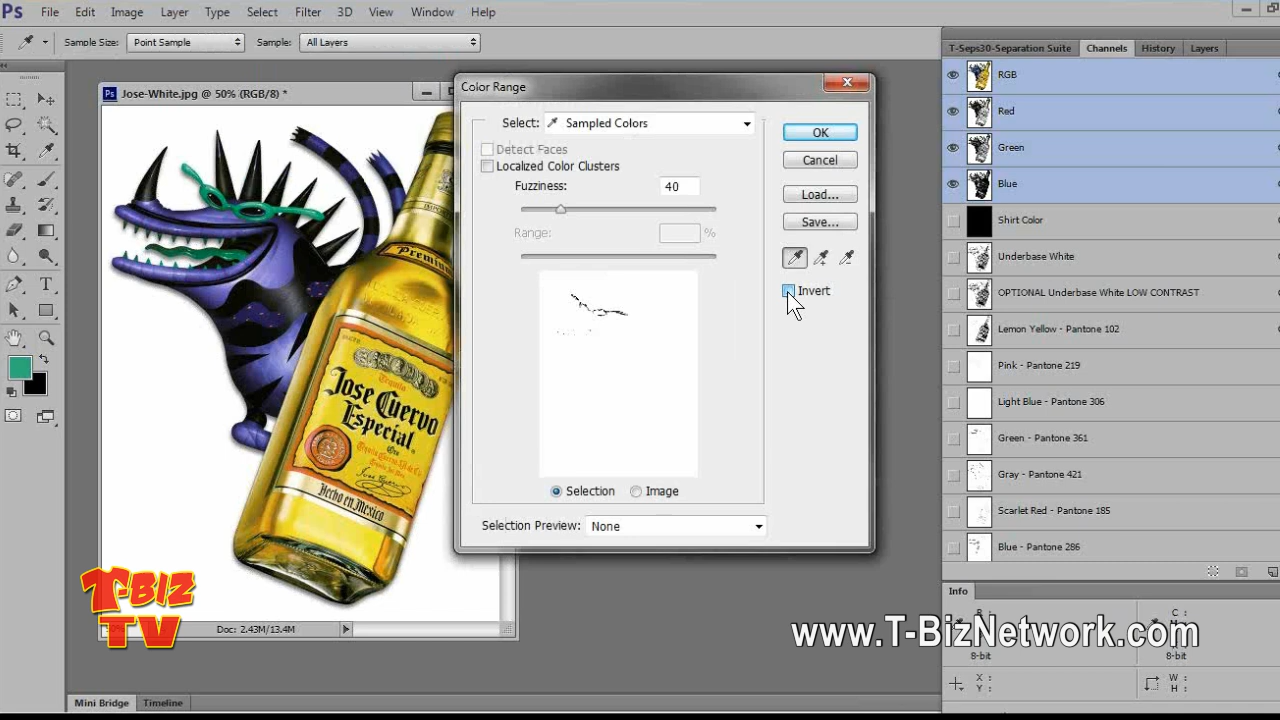 Ps File Edit Image Layer Type Select Filter 3D View Window Help
Sample Size: Point Sample Sample: All Layers
T-Seps30-Separation Suite Channels History Layers
Jose-White.jpg @ 50% (RGB/8) *
Color Range
Select: Sampled Colors
Detect Faces
Localized Color Clusters
Fuzziness: 40
Range: %
OK
Cancel
Load...
Save...
Invert
Selection Image
Selection Preview: None
RGB
Red
Green
Blue
Shirt Color
Underbase White
OPTIONAL Underbase White LOW CONTRAST
Lemon Yellow - Pantone 102
Pink - Pantone 219
Light Blue - Pantone 306
Green - Pantone 361
Gray - Pantone 421
Scarlet Red - Pantone 185
Blue - Pantone 286
Premium
Tequila
Jose Cuervo
Especial
Oro
Hecho en Mexico
T-BIZ
TV
Doc: 2.43M/13.4M
Info
R: C:
www.T-BizNetwork.com
8-bit 8-bit
X: W:
Y: H:
Mini Bridge Timeline